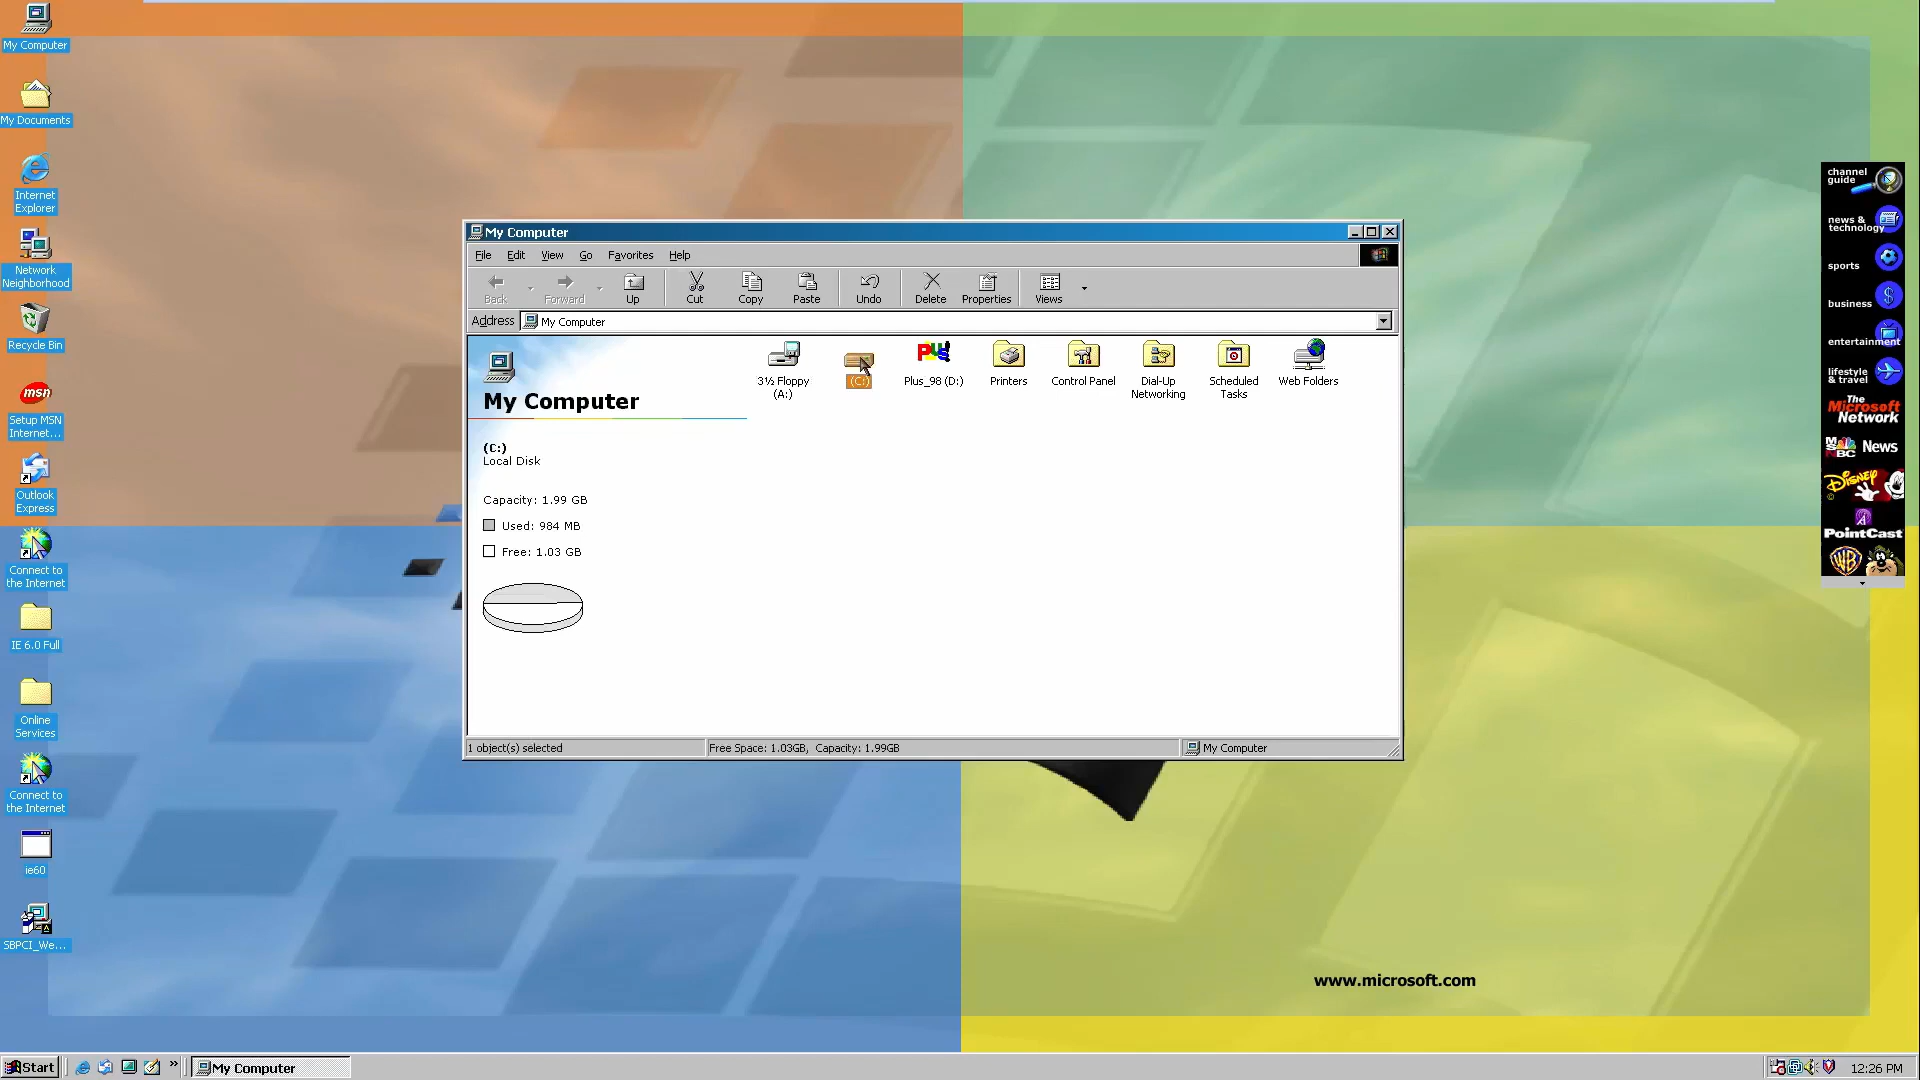 My Computer
My Documents
Internet
Explorer
Network
Neighborhood
Recycle Bin
msn
Setup MSN
Internet...
Outlook
Express
Connect to
the Internet
IE 6.0 Full
Online
Services
Connect to
the Internet
ie60
SBPCI_We...
My Computer
File Edit View Go Favorites Help
Back Forward Up Cut Copy Paste Undo Delete Properties Views
Address My Computer
My Computer
(C:)
Local Disk
Capacity: 1.99 GB
Used: 984 MB
Free: 1.03 GB
3½ Floppy
(A:)
(C:)
Plus!
Plus_98 (D:)
Printers
Control Panel
Dial-Up
Networking
Scheduled
Tasks
Web Folders
1 object(s) selected Free Space: 1.03GB, Capacity: 1.99GB My Computer
channel
guide
news &
technology
sports
business
entertainment
lifestyle
& travel
The
Microsoft
Network
MSNBC News
Disney
PointCast
WB
www.microsoft.com
Start My Computer 12:26 PM